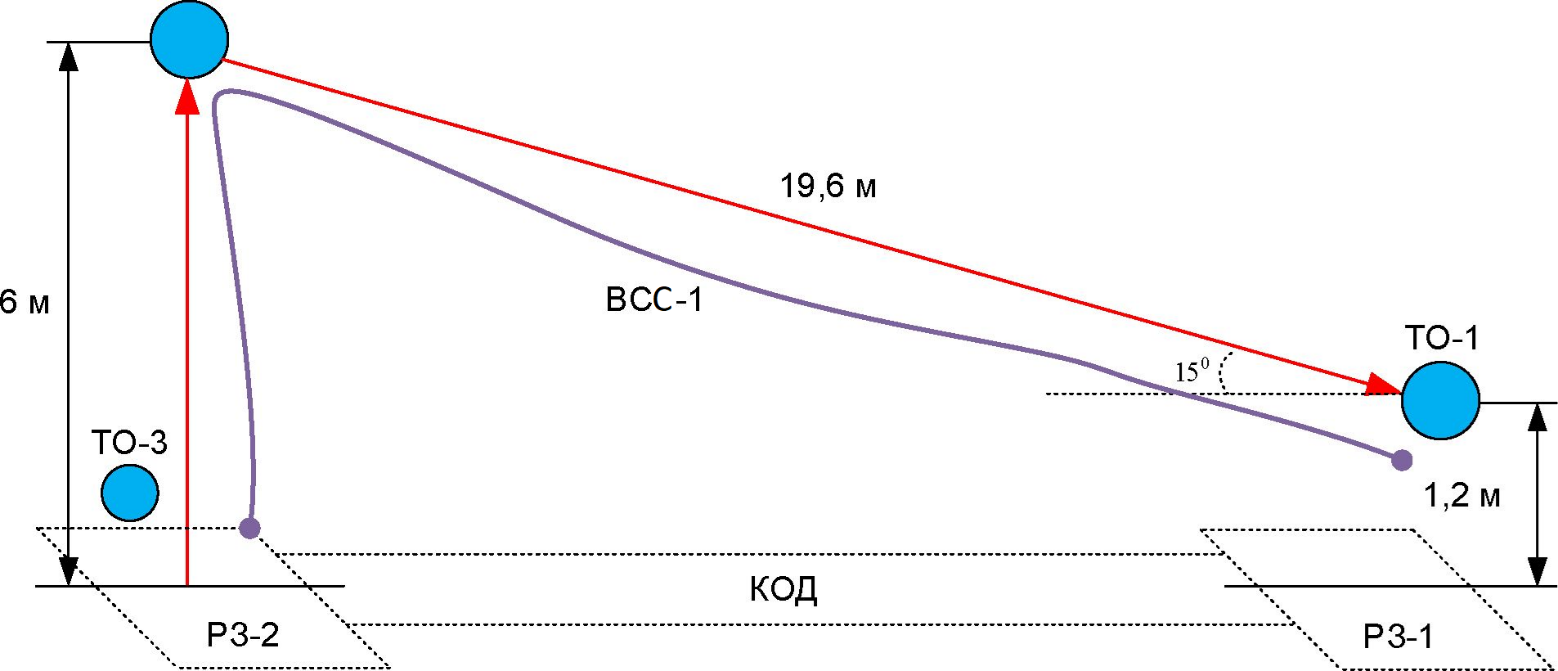 19,6 м
6 м
ВСС-1
ТО-1
15⁰
ТО-3
1,2 м
КОД
РЗ-2
РЗ-1